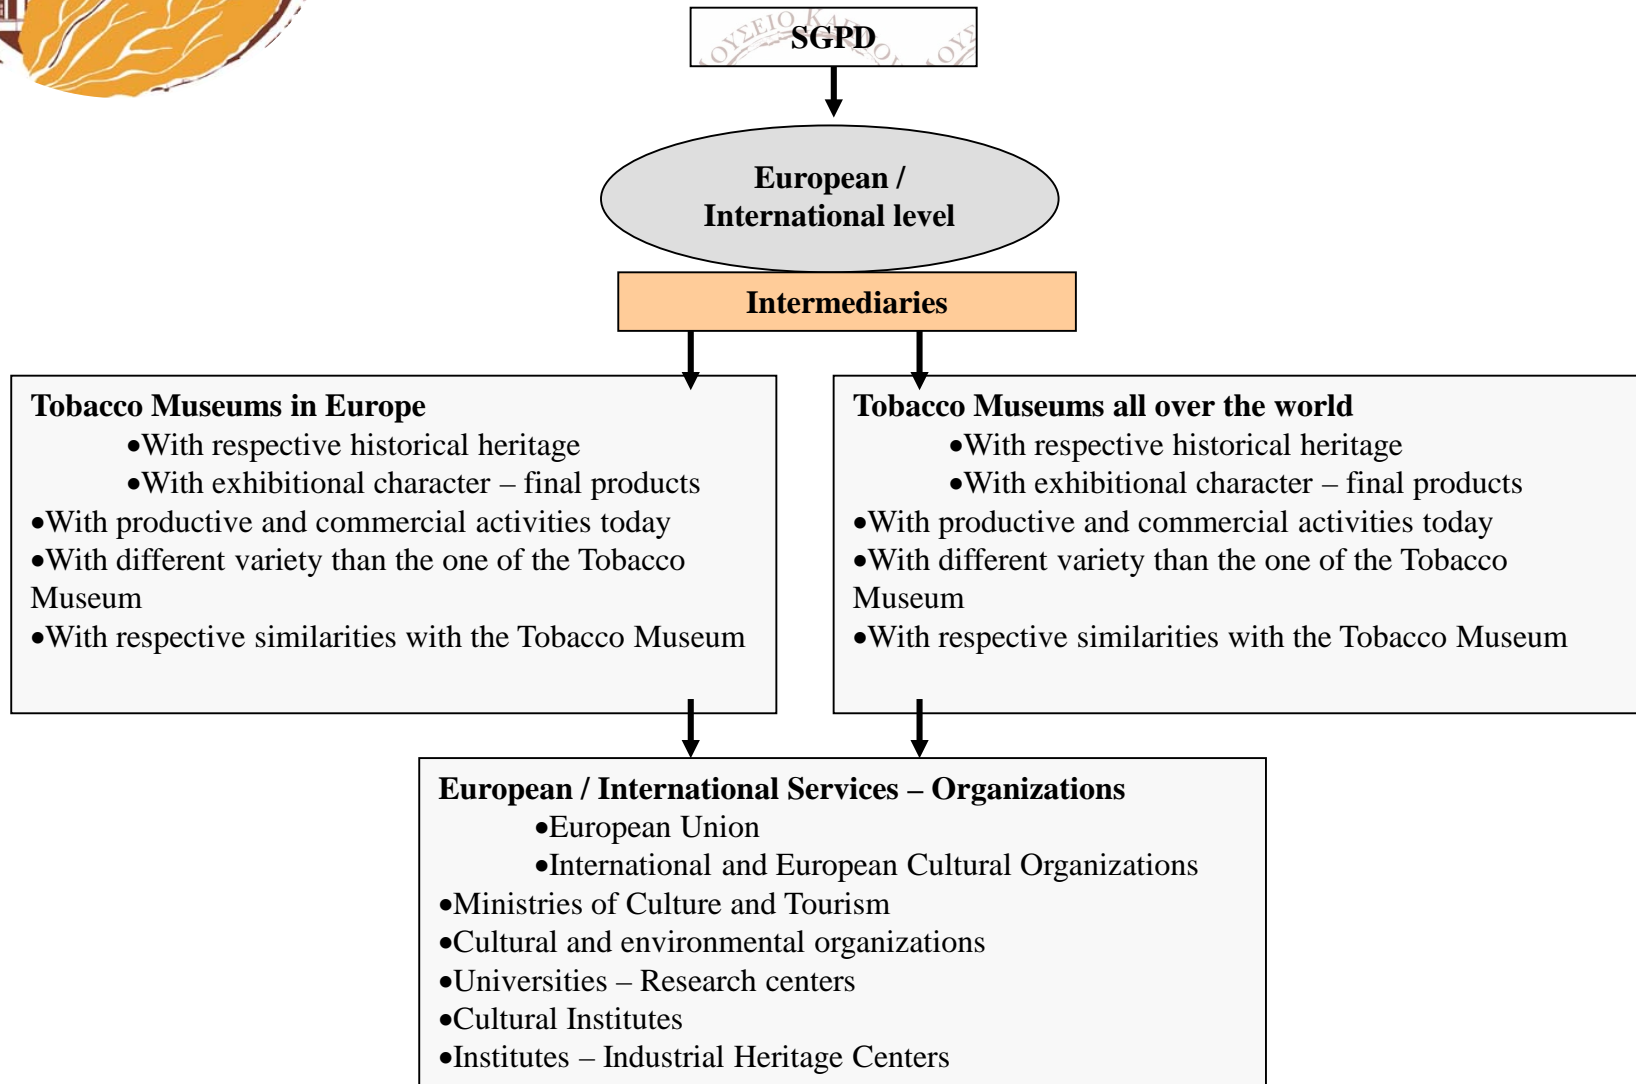 SGPD
European /
International level
Intermediaries
Tobacco Museums in Europe
•With respective historical heritage
•With exhibitional character – final products
•With productive and commercial activities today
•With different variety than the one of the Tobacco
Museum
•With respective similarities with the Tobacco Museum
Tobacco Museums all over the world
•With respective historical heritage
•With exhibitional character – final products
•With productive and commercial activities today
•With different variety than the one of the Tobacco
Museum
•With respective similarities with the Tobacco Museum
European / International Services – Organizations
•European Union
•International and European Cultural Organizations
•Ministries of Culture and Tourism
•Cultural and environmental organizations
•Universities – Research centers
•Cultural Institutes
•Institutes – Industrial Heritage Centers